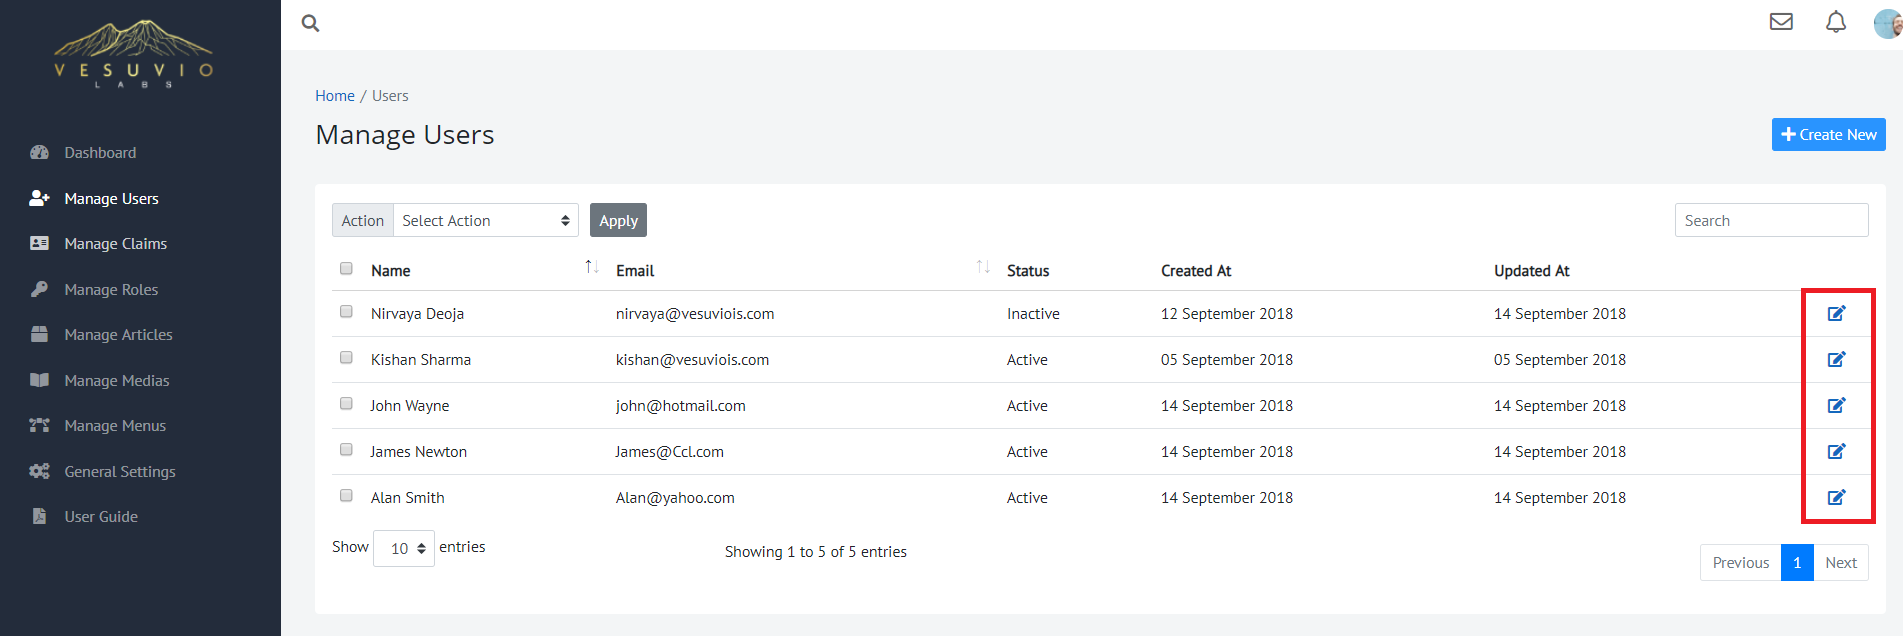 VESUVIO
LABS
Dashboard
Manage Users
Manage Claims
Manage Roles
Manage Articles
Manage Medias
Manage Menus
General Settings
User Guide
Home / Users
Manage Users
Create New
Action Select Action Apply Search
Name Email Status Created At Updated At
Nirvaya Deoja nirvaya@vesuviois.com Inactive 12 September 2018 14 September 2018
Kishan Sharma kishan@vesuviois.com Active 05 September 2018 05 September 2018
John Wayne john@hotmail.com Active 14 September 2018 14 September 2018
James Newton James@Ccl.com Active 14 September 2018 14 September 2018
Alan Smith Alan@yahoo.com Active 14 September 2018 14 September 2018
Show 10 entries Showing 1 to 5 of 5 entries
Previous 1 Next